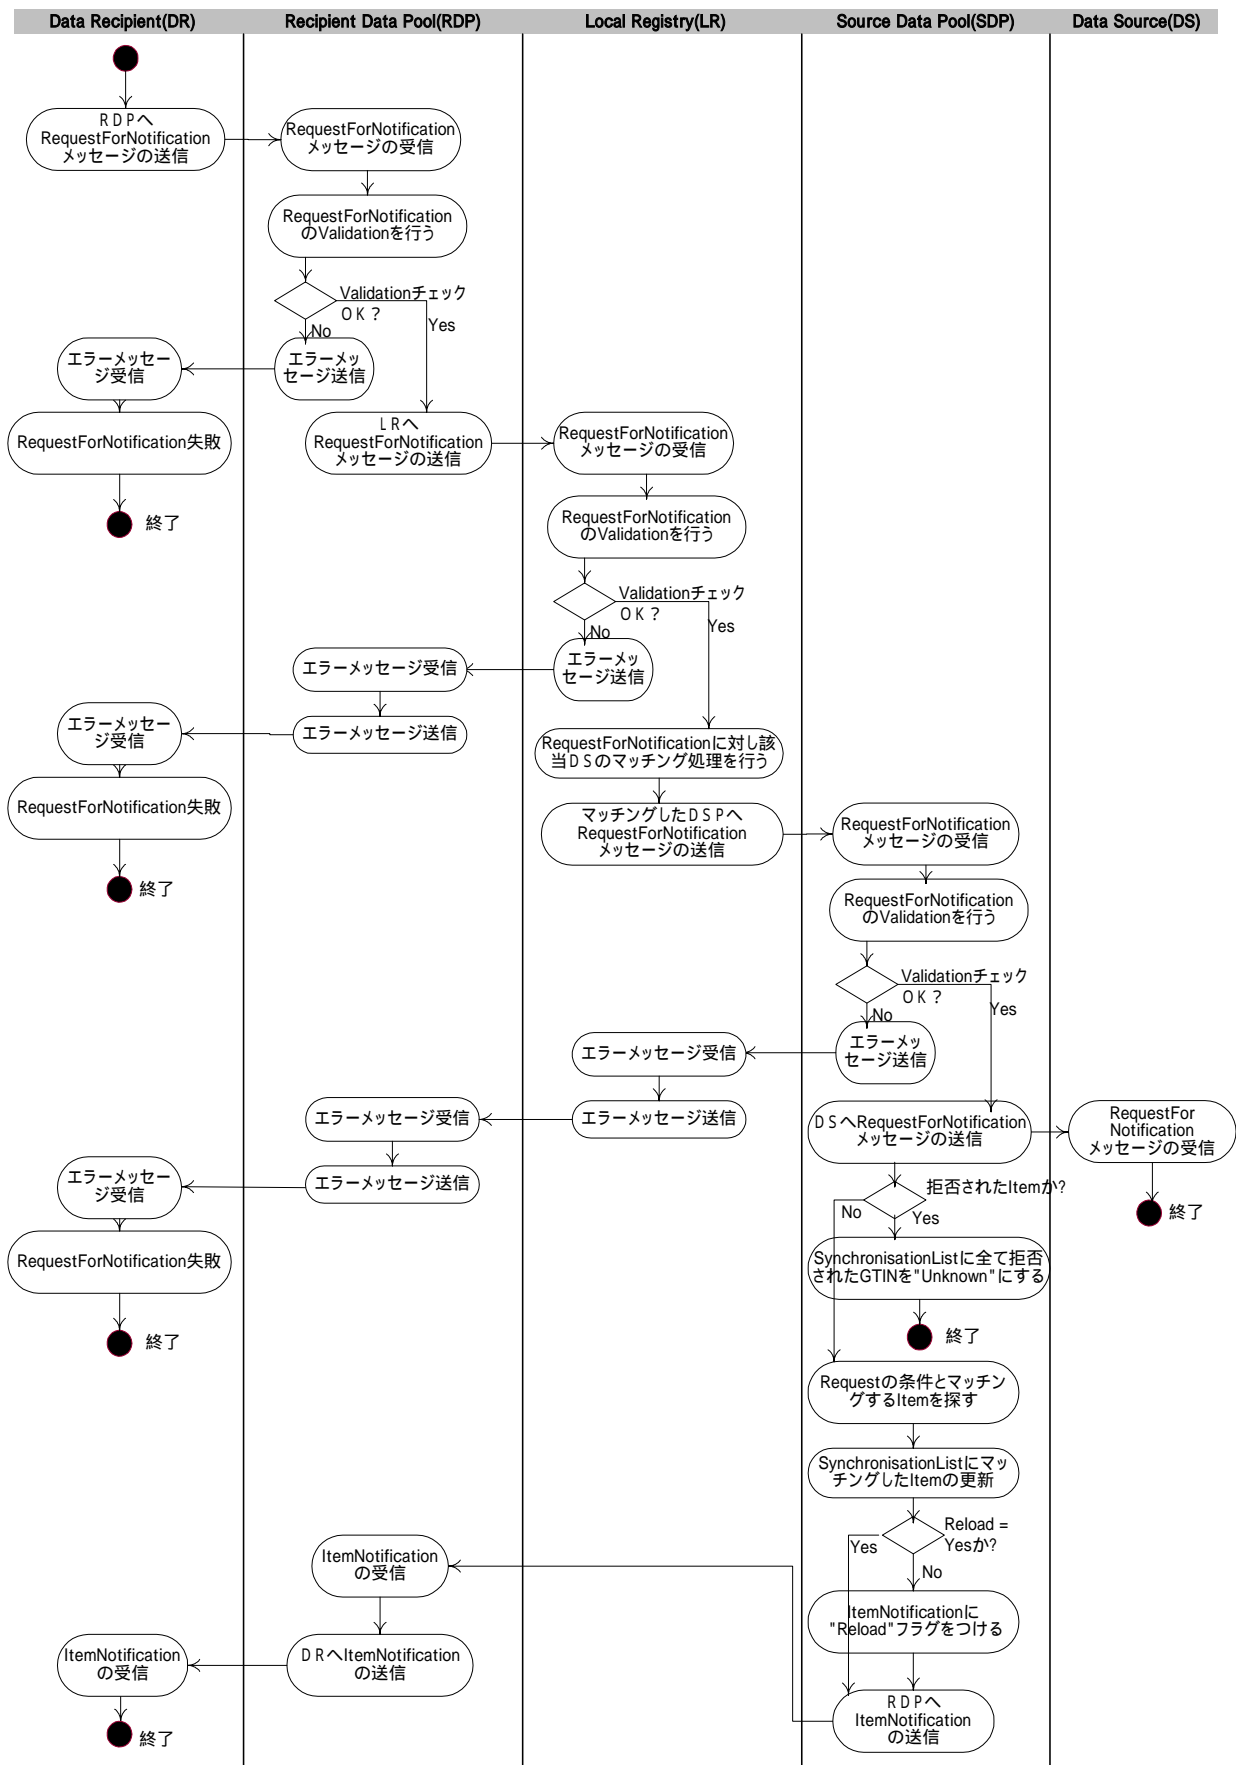 Data Recipient(DR)
Recipient Data Pool(RDP)
Local Registry(LR)
Source Data Pool(SDP)
Data Source(DS)
ＲＤＰへ
RequestForNotification
メッセージの送信
RequestForNotification
メッセージの受信
RequestForNotification
のValidationを行う
Validationチェック
ＯＫ？
No
Yes
エラーメッ
セージ送信
エラーメッセー
ジ受信
RequestForNotification失敗
終了
ＬＲへ
RequestForNotification
メッセージの送信
RequestForNotification
メッセージの受信
RequestForNotification
のValidationを行う
Validationチェック
ＯＫ？
No
Yes
エラーメッ
セージ送信
エラーメッセージ受信
エラーメッセージ送信
エラーメッセー
ジ受信
RequestForNotification失敗
終了
RequestForNotificationに対し該
当ＤＳのマッチング処理を行う
マッチングしたＤＳＰへ
RequestForNotification
メッセージの送信
RequestForNotification
メッセージの受信
RequestForNotification
のValidationを行う
Validationチェック
ＯＫ？
No
Yes
エラーメッ
セージ送信
エラーメッセージ受信
エラーメッセージ送信
エラーメッセージ受信
エラーメッセージ送信
エラーメッセー
ジ受信
RequestForNotification失敗
終了
ＤＳへRequestForNotification
メッセージの送信
RequestFor
Notification
メッセージの受信
終了
拒否されたItemか?
No
Yes
SynchronisationListに全て拒否
されたGTINを"Unknown"にする
終了
Requestの条件とマッチン
グするItemを探す
SynchronisationListにマッ
チングしたItemの更新
Reload =
Yesか?
Yes
No
ItemNotificationに
"Reload"フラグをつける
ＲＤＰへ
ItemNotification
の送信
ItemNotification
の受信
ＤＲへItemNotification
の送信
ItemNotification
の受信
終了